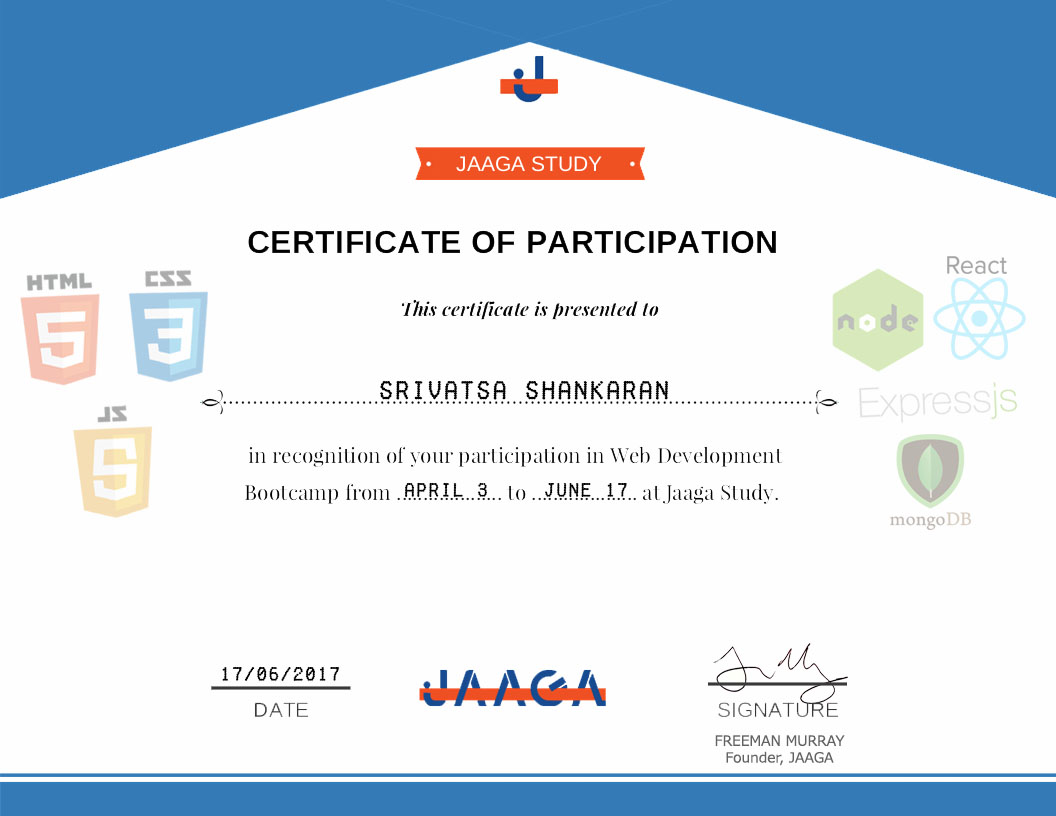 JAAGA STUDY
CERTIFICATE OF PARTICIPATION
This certificate is presented to
SRIVATSA SHANKARAN
in recognition of your participation in Web Development
Bootcamp from APRIL 3 to JUNE 17 at Jaaga Study.
HTML
5
CSS
3
JS
5
node
React
Expressjs
mongoDB
17/06/2017
DATE
JAAGA
SIGNATURE
FREEMAN MURRAY
Founder, JAAGA